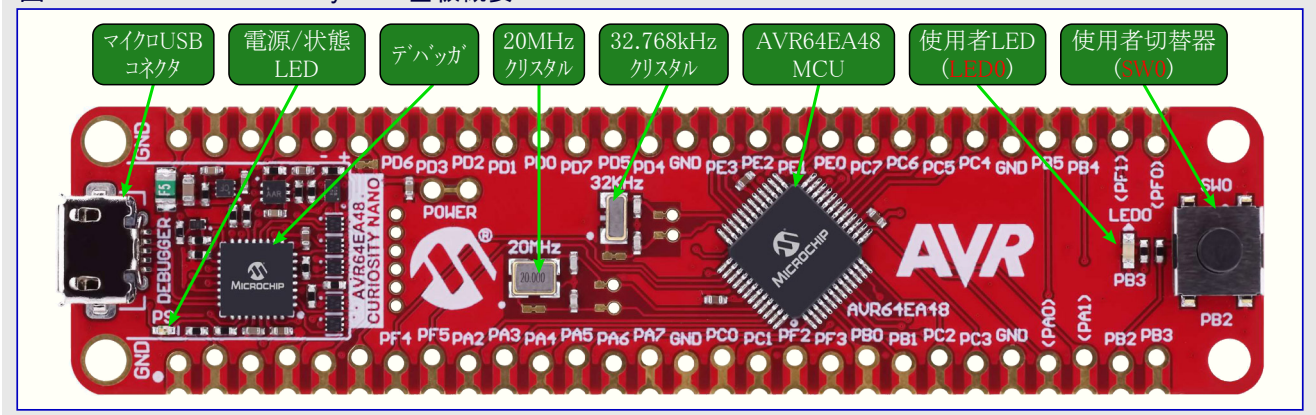 マイクロUSB
コネクタ
電源/状態
LED
デバッガ
20MHz
クリスタル
32.768kHz
クリスタル
AVR64EA48
MCU
使用者LED
(LED0)
使用者切替器
(SW0)
GND
- +
PD6 PD3 PD2 PD1 PD0 PD7 PD5 PD4 GND PE3 PE2 PE1 PE0 PC7 PC6 PC5 PC4 GND PB5 PB4 (PF1) (PF0)
F5
DEBUGGER
PS
MICROCHIP
AVR64EA48
CURIOSITY NANO
POWER
®
20MHz
20.000
32KHz
MICROCHIP
AVR64EA48
AVR
LED0
PB3
SW0
PB2
GND
PF4 PF5 PA2 PA3 PA4 PA5 PA6 PA7 GND PC0 PC1 PF2 PF3 PB0 PB1 PC2 PC3 GND (PA0) (PA1) PB2 PB3